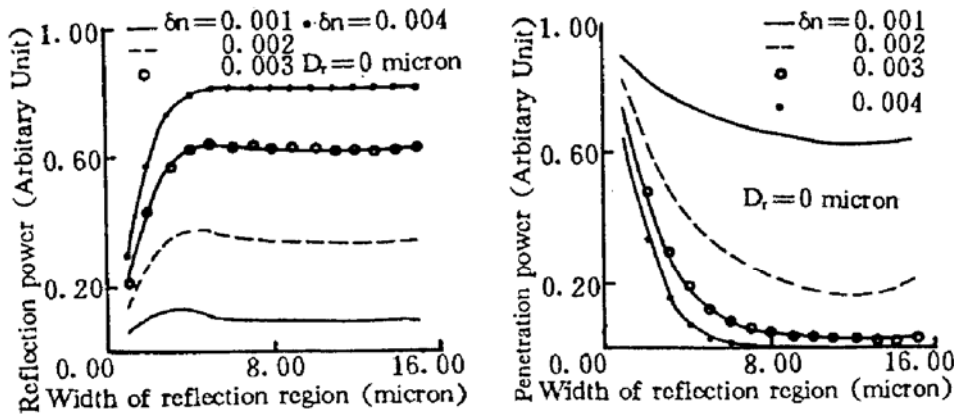 δn=0.001 • δn=0.004
0.002
0.003 Dr=0 micron
1.00
0.60
0.20
0.00 8.00 16.00
Reflection power (Arbitary Unit)
Width of reflection region (micron)
δn=0.001
0.002
0.003
0.004
Dr=0 micron
1.00
0.60
0.20
0.00 8.00 16.00
Penetration power (Arbitary Unit)
Width of reflection region (micron)